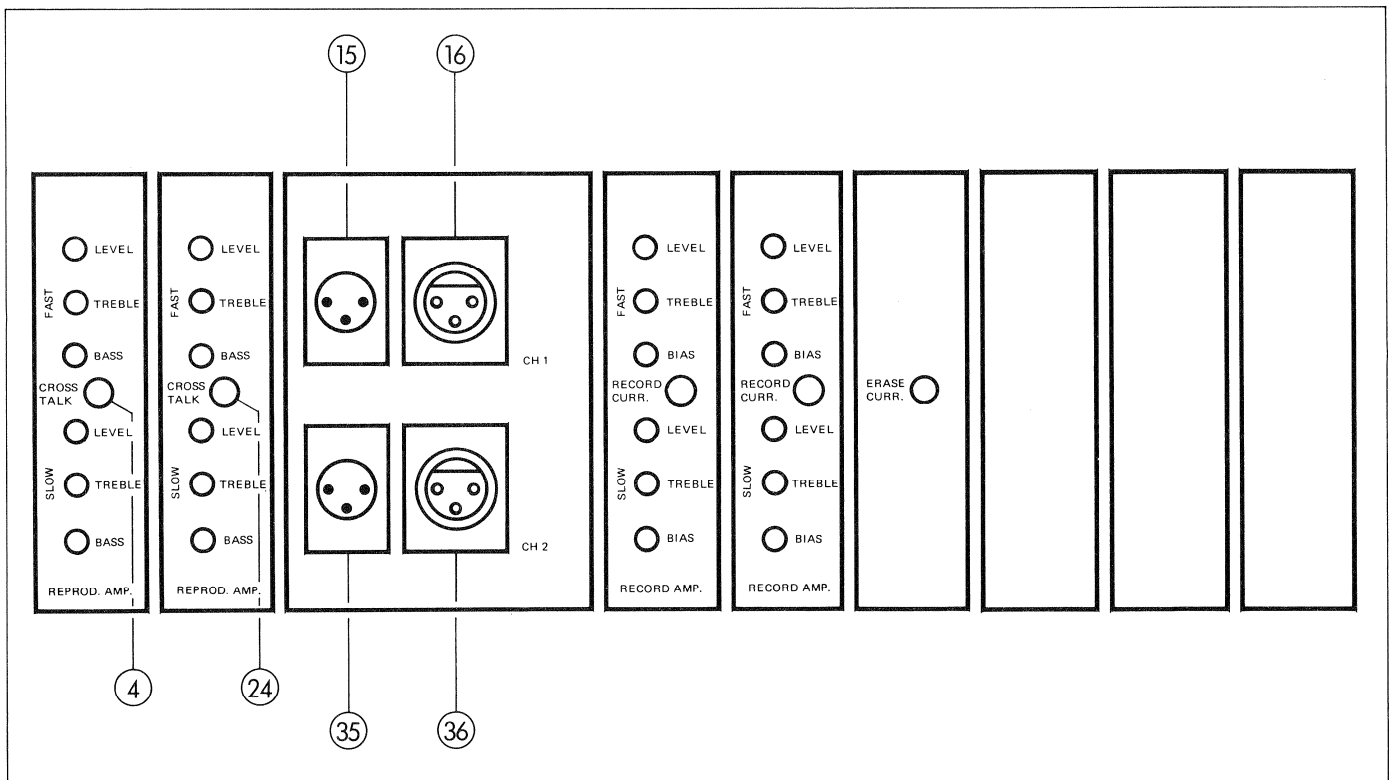 15 16
FAST
LEVEL
TREBLE
BASS
CROSS
TALK
SLOW
LEVEL
TREBLE
BASS
REPROD. AMP.
FAST
LEVEL
TREBLE
BASS
CROSS
TALK
SLOW
LEVEL
TREBLE
BASS
REPROD. AMP.
CH 1
CH 2
FAST
LEVEL
TREBLE
BIAS
RECORD
CURR.
SLOW
LEVEL
TREBLE
BIAS
RECORD AMP.
FAST
LEVEL
TREBLE
BIAS
RECORD
CURR.
SLOW
LEVEL
TREBLE
BIAS
RECORD AMP.
ERASE
CURR.
4 24
35 36